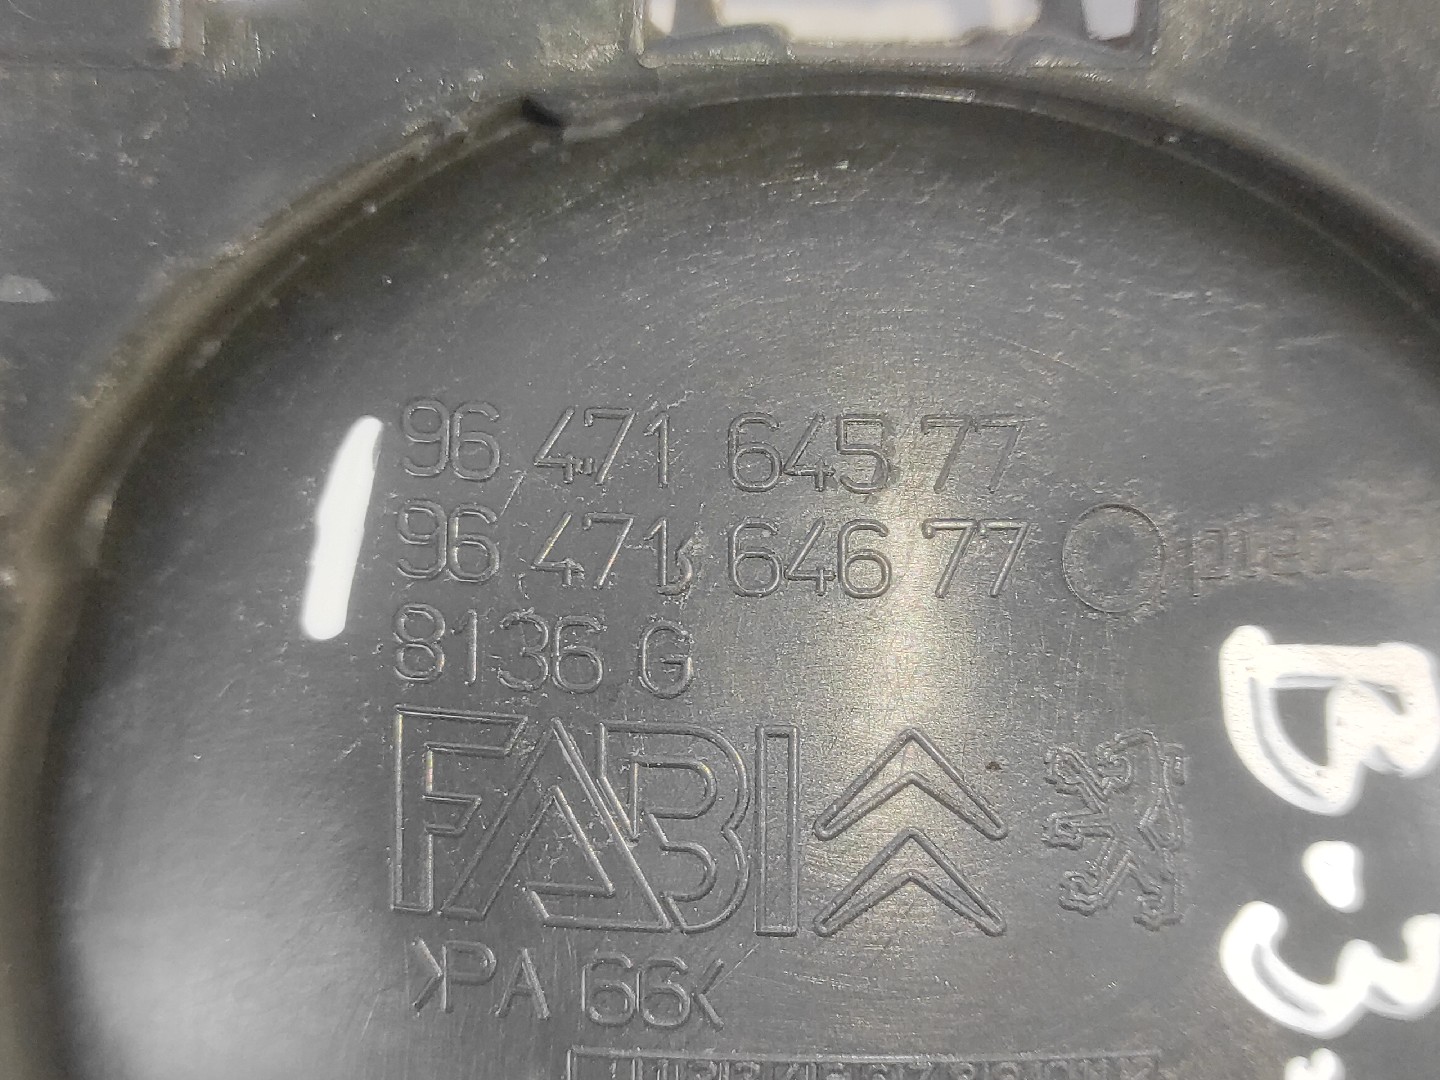 96 471 645 77
96 471 646 77
8136 G
FABI
>PA 66<
B-3